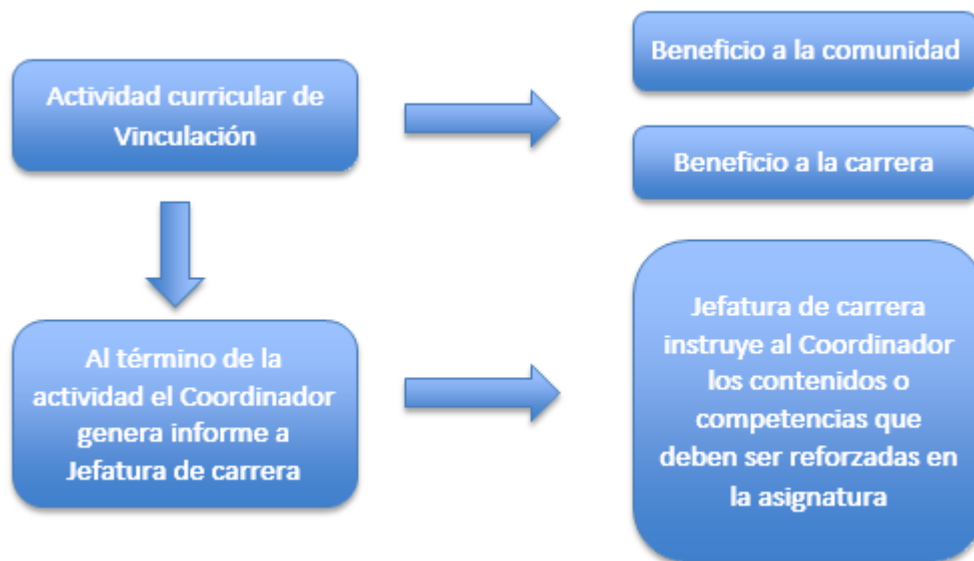 Actividad curricular de
Vinculación
Beneficio a la comunidad
Beneficio a la carrera
Al término de la
actividad el Coordinador
genera informe a
Jefatura de carrera
Jefatura de carrera
instruye al Coordinador
los contenidos o
competencias que
deben ser reforzadas en
la asignatura